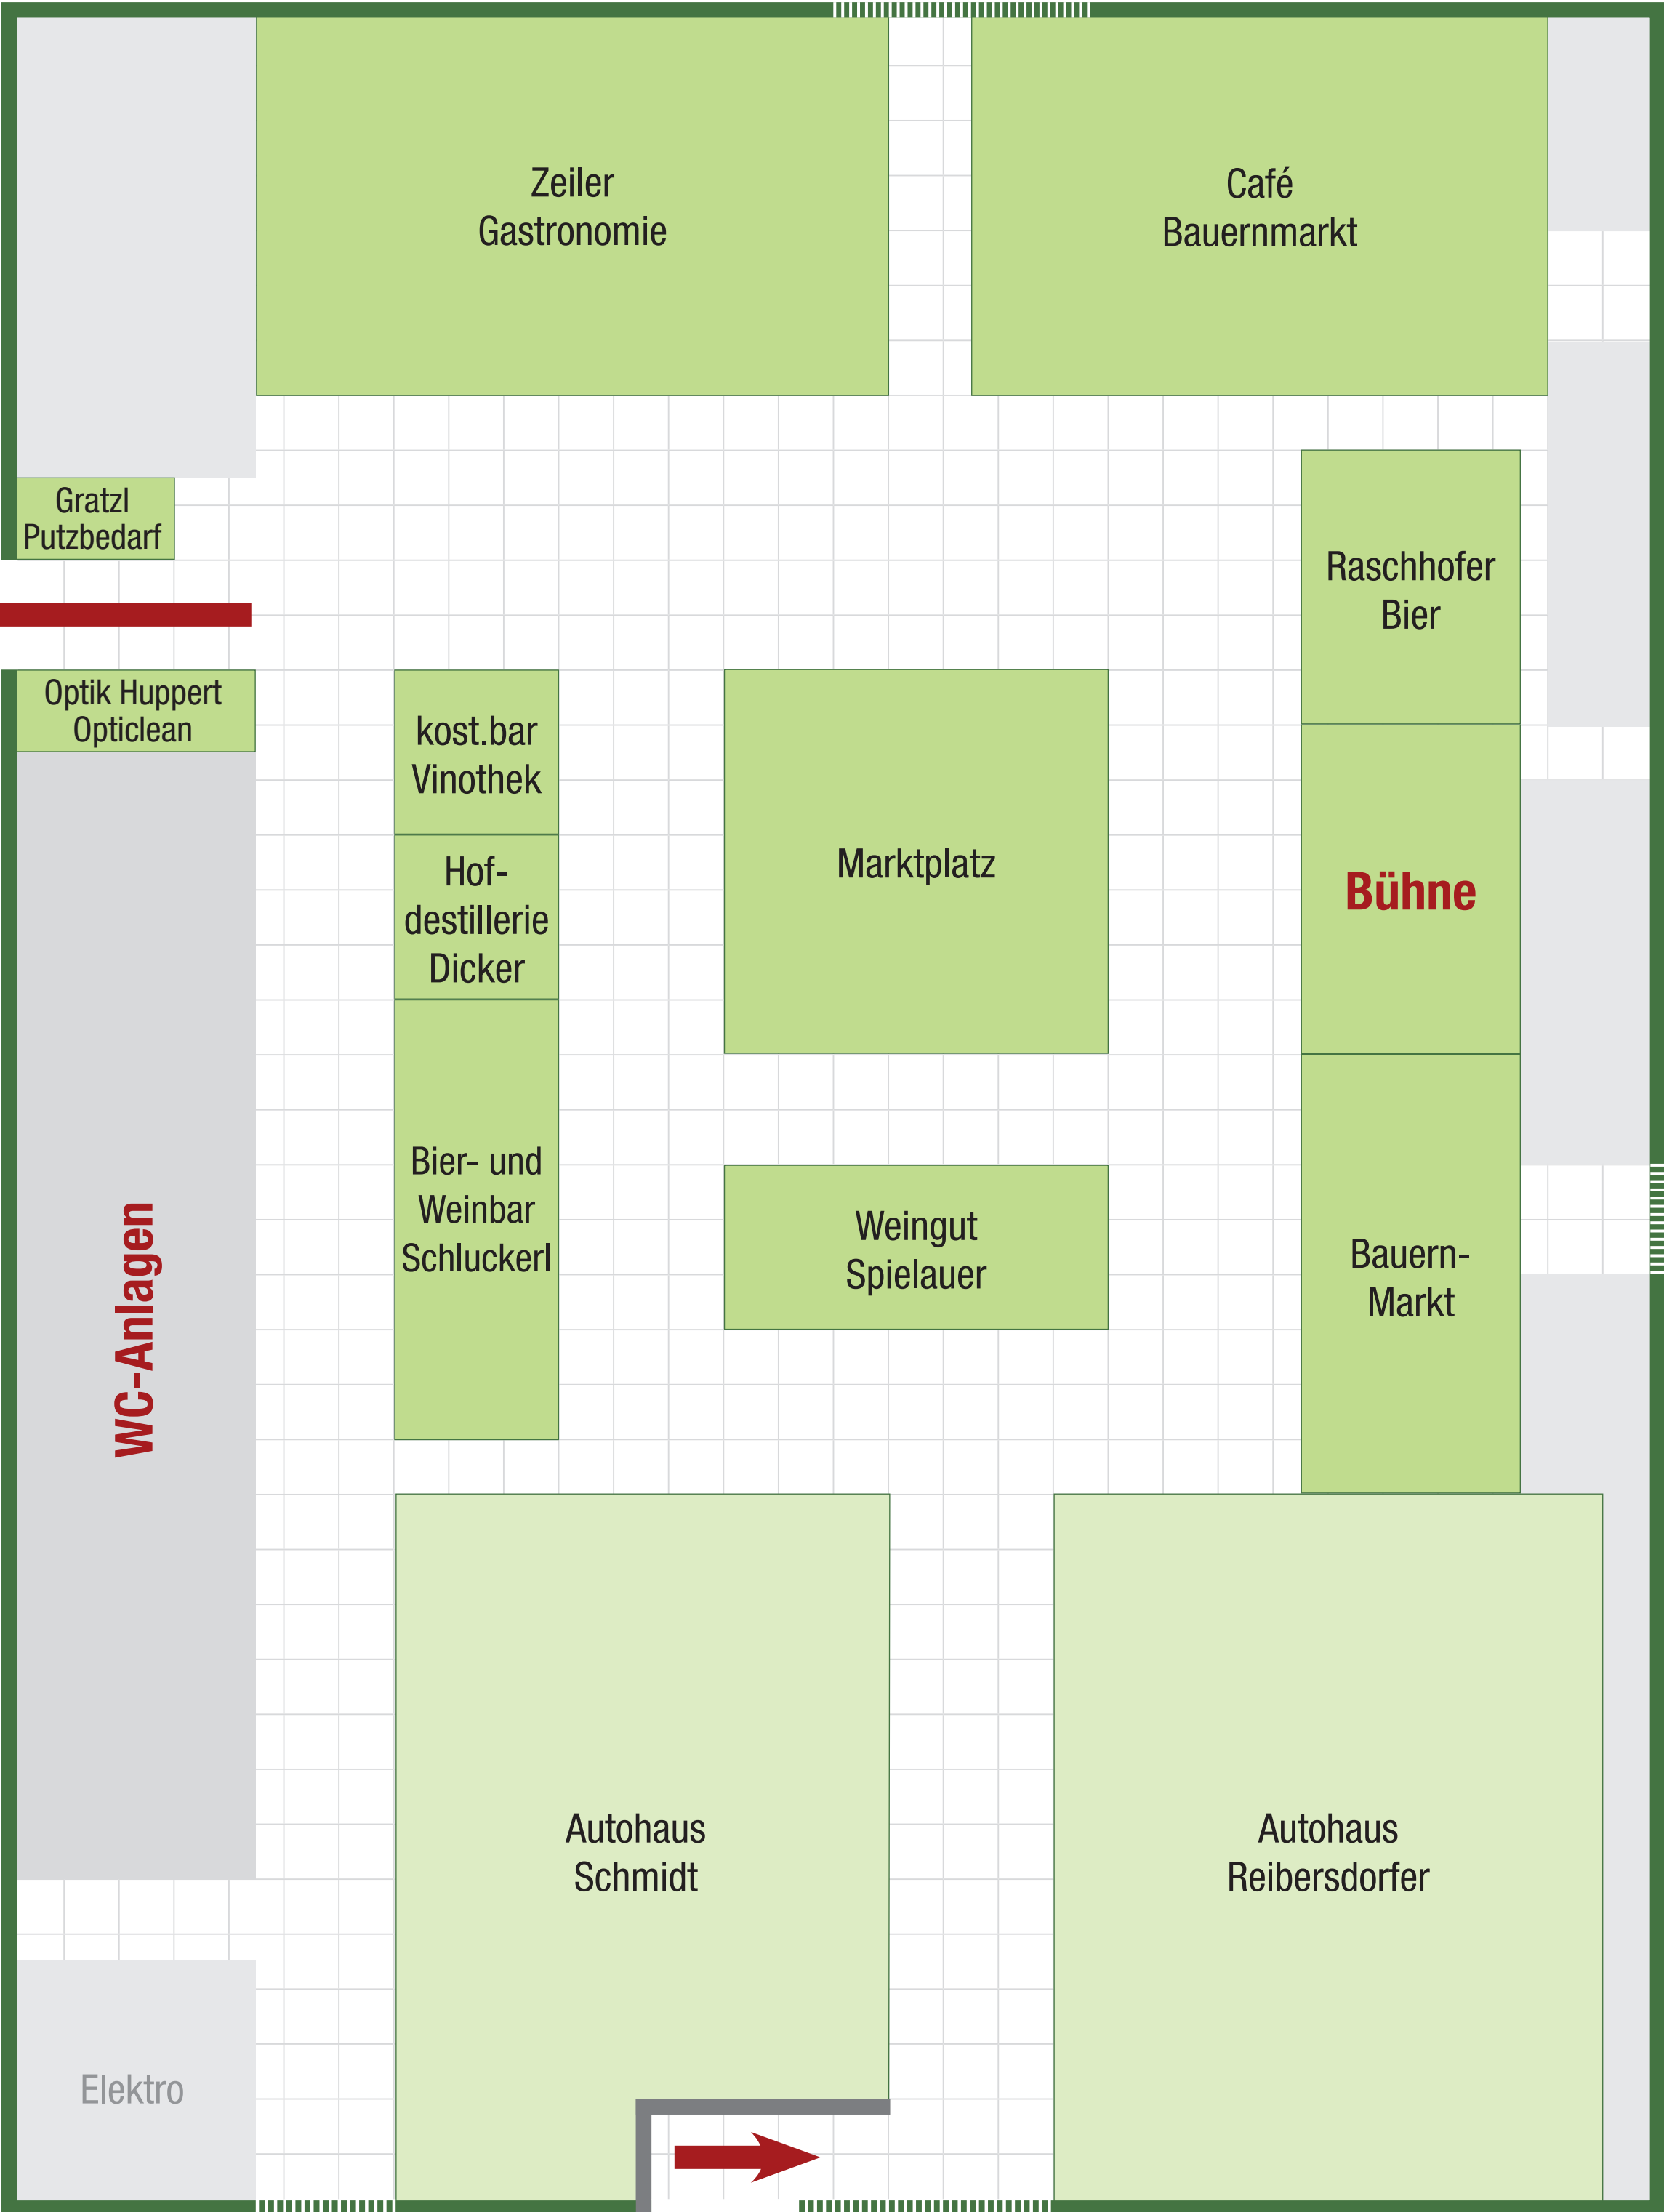 Zeiler
Gastronomie
Café
Bauernmarkt
Gratzl
Putzbedarf
Raschhofer
Bier
Optik Huppert
Opticlean
kost.bar
Vinothek
Hof-
destillerie
Dicker
Marktplatz
Bühne
Bier- und
Weinbar
Schluckerl
Weingut
Spielauer
Bauern-
Markt
WC-Anlagen
Autohaus
Schmidt
Autohaus
Reibersdorfer
Elektro